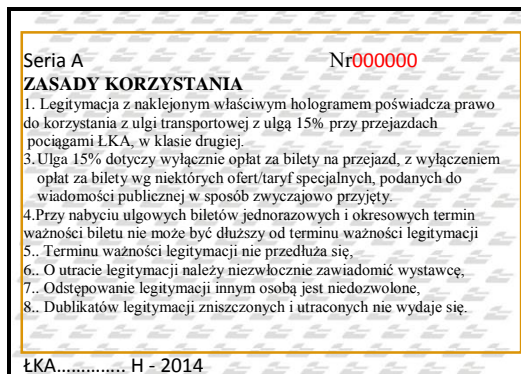 Seria A Nr000000
ZASADY KORZYSTANIA
1. Legitymacja z naklejonym właściwym hologramem poświadcza prawo
do korzystania z ulgi transportowej z ulgą 15% przy przejazdach
pociągami ŁKA, w klasie drugiej.
3.Ulga 15% dotyczy wyłącznie opłat za bilety na przejazd, z wyłączeniem
opłat za bilety wg niektórych ofert/taryf specjalnych, podanych do
wiadomości publicznej w sposób zwyczajowo przyjęty.
4.Przy nabyciu ulgowych biletów jednorazowych i okresowych termin
ważności biletu nie może być dłuższy od terminu ważności legitymacji
5.. Terminu ważności legitymacji nie przedłuża się,
6.. O utracie legitymacji należy niezwłocznie zawiadomić wystawcę,
7.. Odstępowanie legitymacji innym osobą jest niedozwolone,
8.. Dublikatów legitymacji zniszczonych i utraconych nie wydaje się.
ŁKA………….. H - 2014